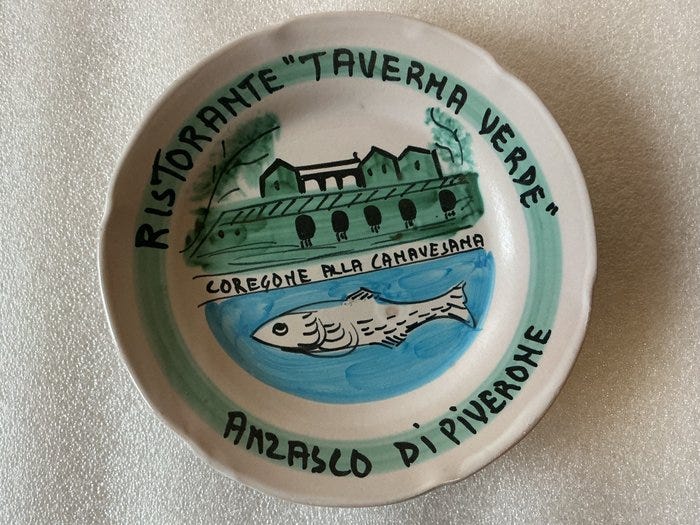 RISTORANTE "TAVERNA VERDE"
COREGONE ALLA CANAVESANA
ANZASCO Di PiVERONE